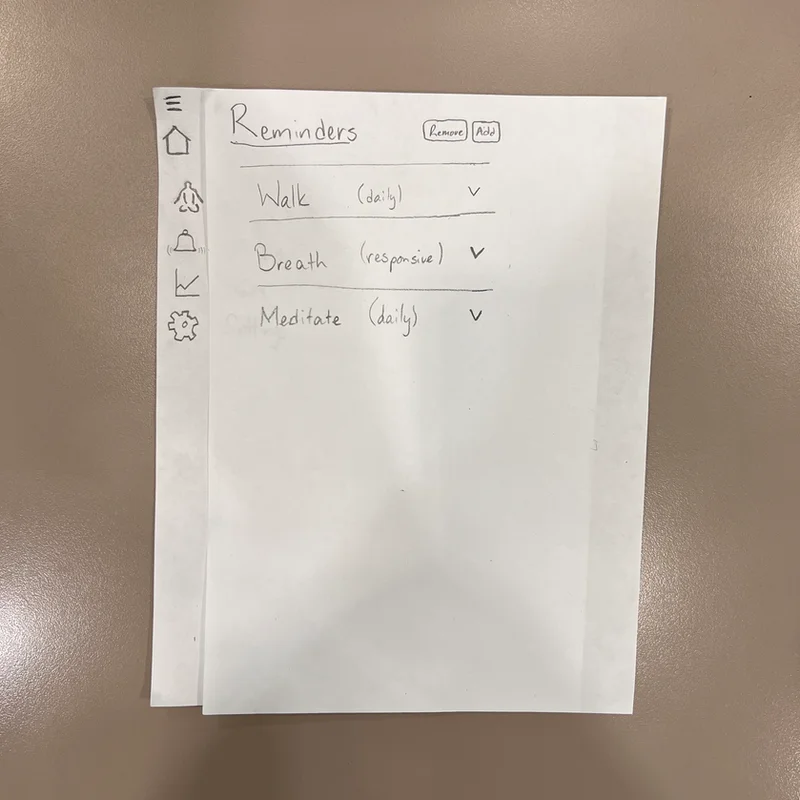 Reminders
Remove Add
Walk (daily)
Breath (responsive)
Meditate (daily)